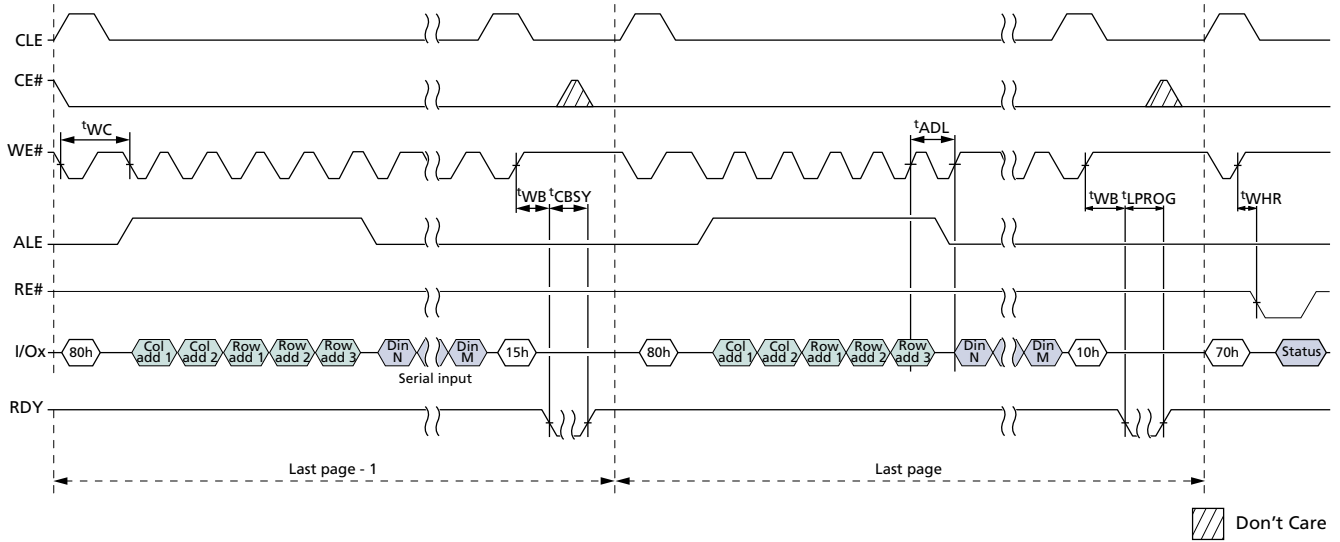 CLE
CE#
tWC
tADL
WE#
tWB tCBSY
tWB tLPROG
tWHR
ALE
RE#
I/Ox
80h
Col add 1
Col add 2
Row add 1
Row add 2
Row add 3
Din N
Din M
15h
80h
Col add 1
Col add 2
Row add 1
Row add 2
Row add 3
Din N
Din M
10h
70h
Status
Serial input
RDY
Last page - 1
Last page
Don't Care